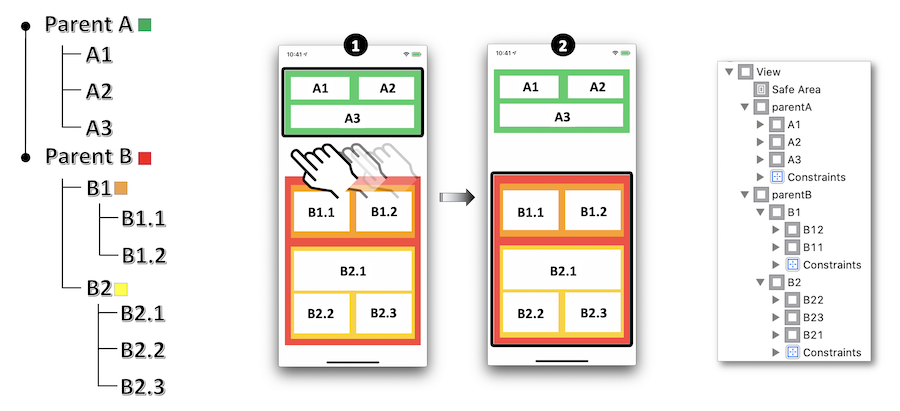 Parent A
A1
A2
A3
Parent B
B1
B1.1
B1.2
B2
B2.1
B2.2
B2.3
1
10:41
A1 A2
A3
B1.1 B1.2
B2.1
B2.2 B2.3
2
10:41
A1 A2
A3
B1.1 B1.2
B2.1
B2.2 B2.3
View
Safe Area
parentA
A1
A2
A3
Constraints
parentB
B1
B12
B11
Constraints
B2
B22
B23
B21
Constraints